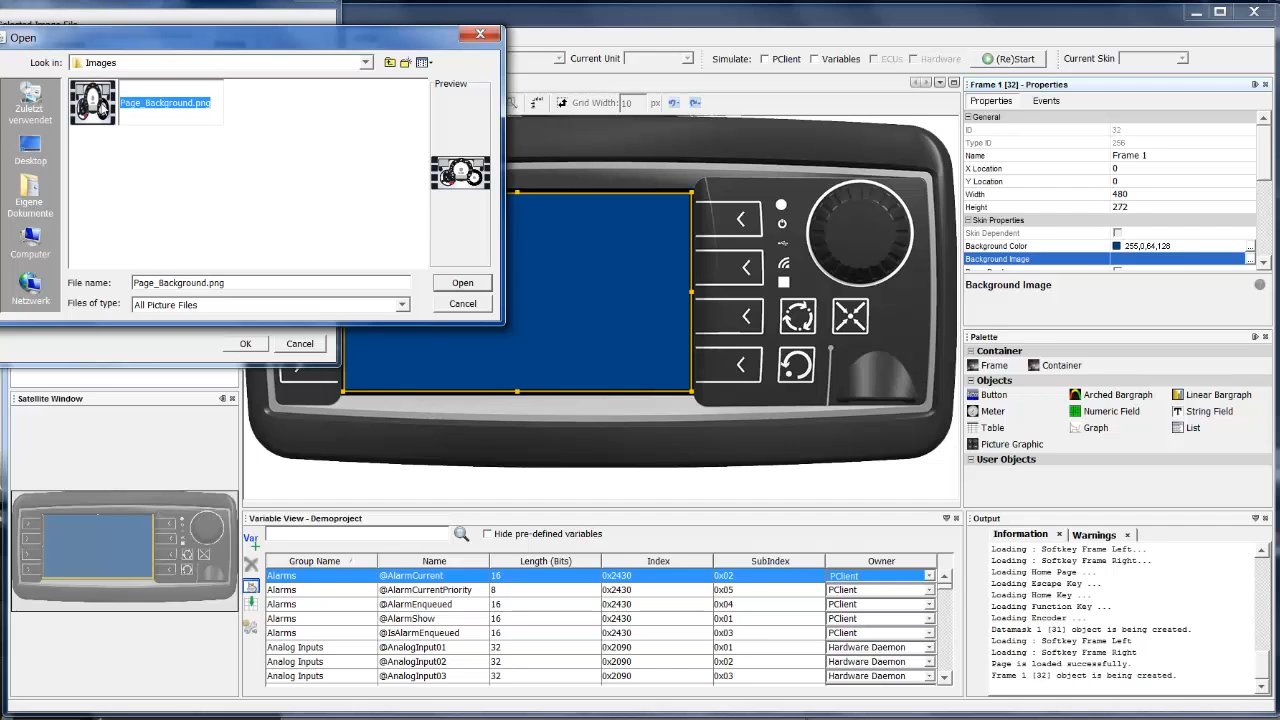 Open
Look in:
Images
Zuletzt
verwendet
Desktop
Eigene
Dokumente
Computer
Netzwerk
Page_Background.png
Preview
File name:
Page_Background.png
Open
Files of type:
All Picture Files
Cancel
OK
Cancel
Current Unit
Simulate:
PClient
Variables
ECUs
Hardware
(Re)Start
Current Skin
Grid Width:
10
px
Satellite Window
Frame 1 [32] - Properties
Properties
Events
General
ID 32
Type ID 256
Name Frame 1
X Location 0
Y Location 0
Width 480
Height 272
Skin Properties
Skin Dependent
Background Color 255,0,64,128 ...
Background Image ...
Background Image
Palette
Container
Frame Container
Objects
Button Arched Bargraph Linear Bargraph
Meter Numeric Field String Field
Table Graph List
Picture Graphic
User Objects
Variable View - Demoproject
Var
Hide pre-defined variables
Group Name Name Length (Bits) Index SubIndex Owner
Alarms @AlarmCurrent 16 0x2430 0x02 PClient
Alarms @AlarmCurrentPriority 8 0x2430 0x05 PClient
Alarms @AlarmEnqueued 16 0x2430 0x04 PClient
Alarms @AlarmShow 16 0x2430 0x01 PClient
Alarms @IsAlarmEnqueued 16 0x2430 0x03 PClient
Analog Inputs @AnalogInput01 32 0x2090 0x01 Hardware Daemon
Analog Inputs @AnalogInput02 32 0x2090 0x02 Hardware Daemon
Analog Inputs @AnalogInput03 32 0x2090 0x03 Hardware Daemon
Output
Information
Warnings
Loading : Softkey Frame Left...
Loading : Softkey Frame Right...
Loading Home Page ...
Loading Escape Key ...
Loading Home Key ...
Loading Function Key ...
Loading Encoder ...
Datamask 1 [31] object is being created.
Loading : Softkey Frame Left
Loading : Softkey Frame Right
Page is loaded successfully.
Frame 1 [32] object is being created.